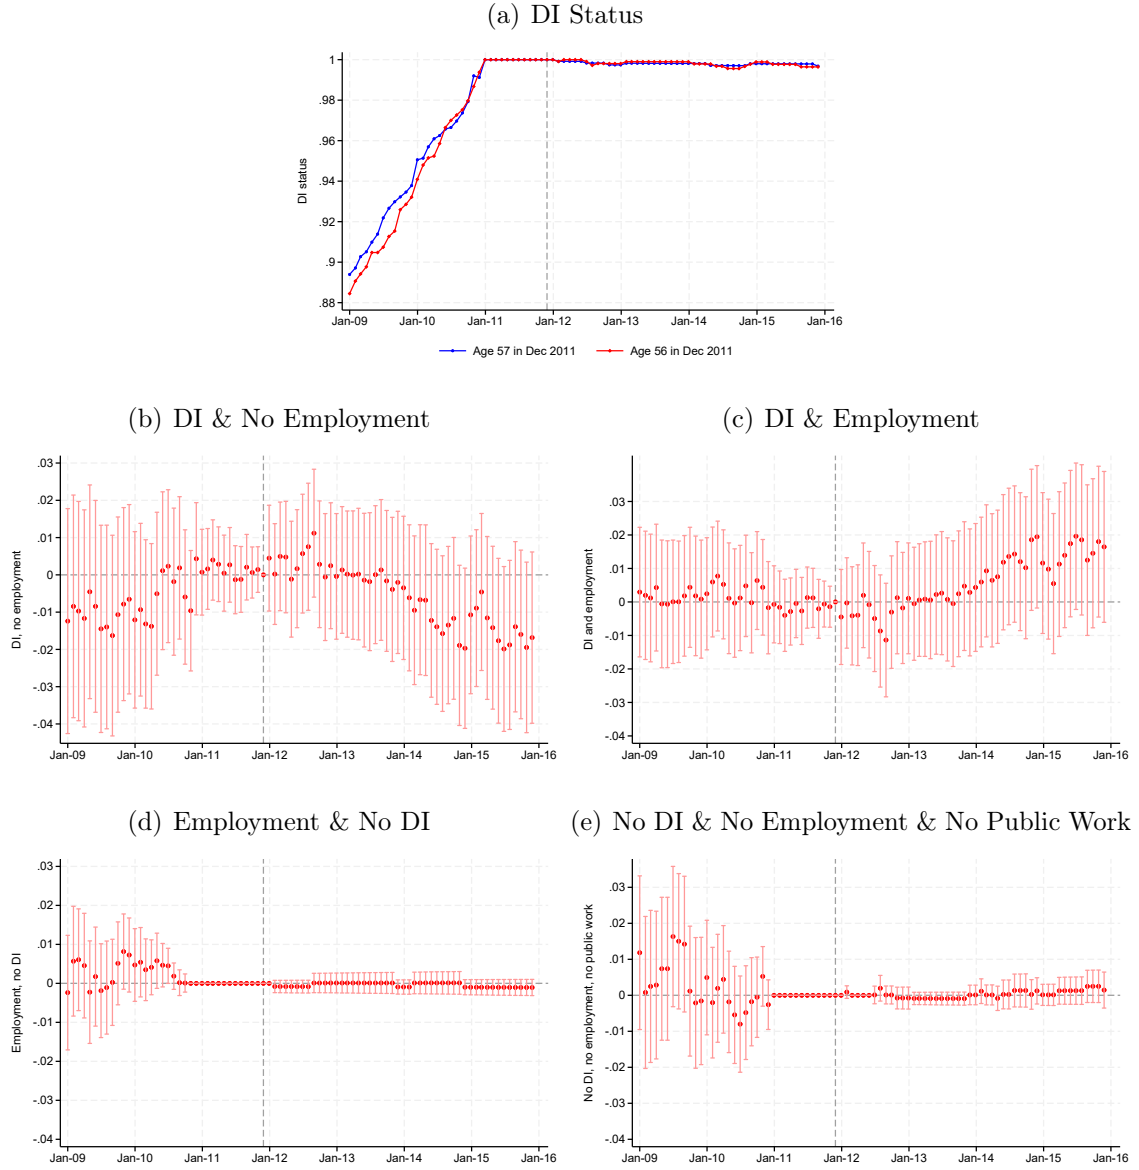 (a) DI Status
DI status
1
.98
.96
.94
.92
.9
.88
Jan-09 Jan-10 Jan-11 Jan-12 Jan-13 Jan-14 Jan-15 Jan-16
Age 57 in Dec 2011 Age 56 in Dec 2011
(b) DI & No Employment
DI, no employment
.03
.02
.01
0
-.01
-.02
-.03
-.04
Jan-09 Jan-10 Jan-11 Jan-12 Jan-13 Jan-14 Jan-15 Jan-16
(c) DI & Employment
DI and employment
.03
.02
.01
0
-.01
-.02
-.03
-.04
Jan-09 Jan-10 Jan-11 Jan-12 Jan-13 Jan-14 Jan-15 Jan-16
(d) Employment & No DI
Employment, no DI
.03
.02
.01
0
-.01
-.02
-.03
-.04
Jan-09 Jan-10 Jan-11 Jan-12 Jan-13 Jan-14 Jan-15 Jan-16
(e) No DI & No Employment & No Public Work
No DI, no employment, no public work
.03
.02
.01
0
-.01
-.02
-.03
-.04
Jan-09 Jan-10 Jan-11 Jan-12 Jan-13 Jan-14 Jan-15 Jan-16